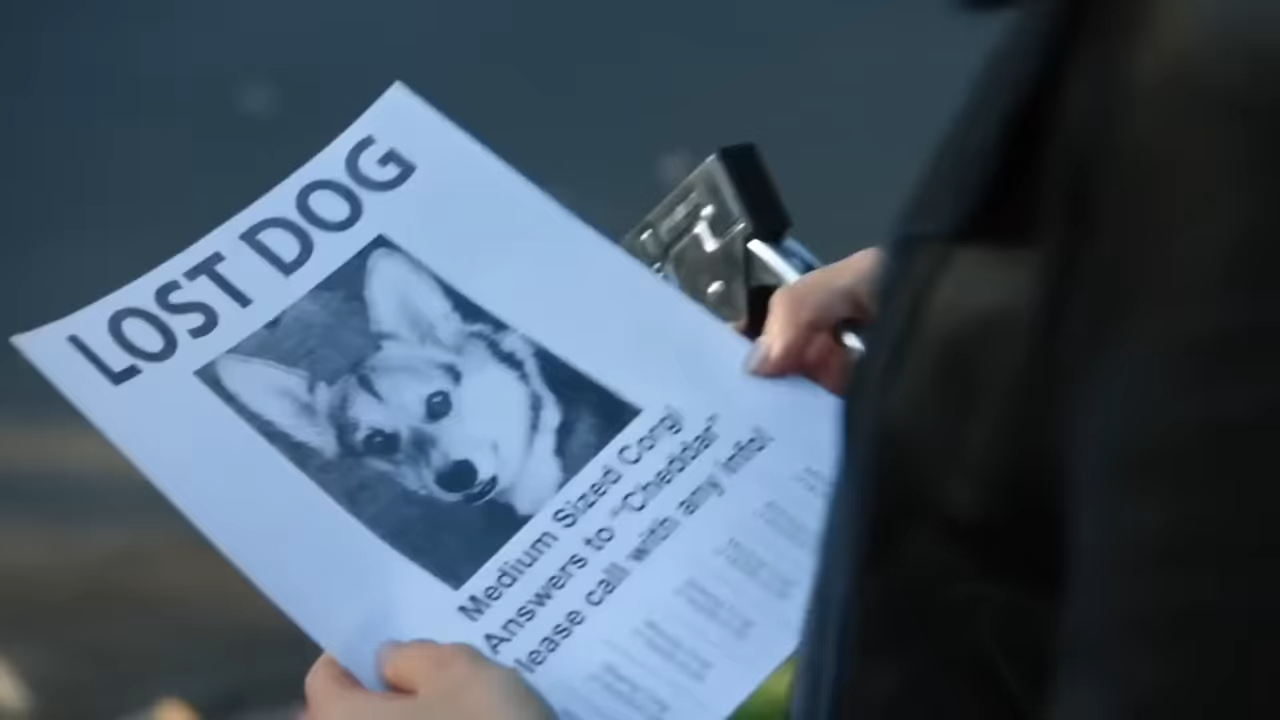 LOST DOG
Medium Sized Corgi
Answers to "Cheddar"
lease call with any info!